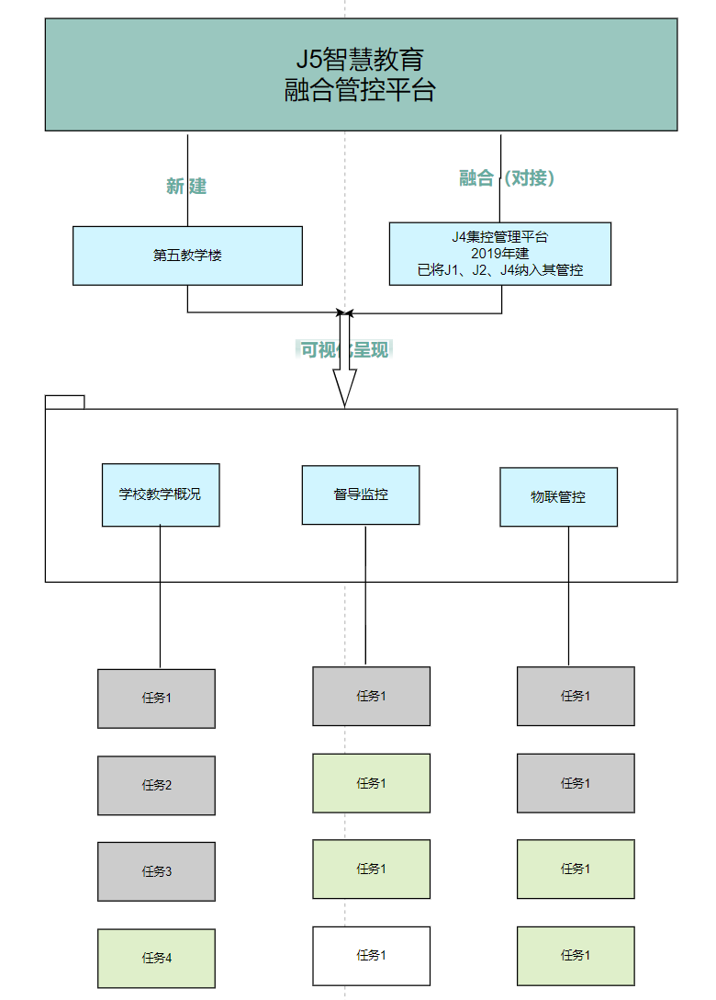 J5智慧教育
融合管控平台
新 建
融合（对接）
第五教学楼
J4集控管理平台
2019年建
已将J1、J2、J4纳入其管控
可视化呈现
学校教学概况
督导监控
物联管控
任务1
任务1
任务1
任务2
任务1
任务1
任务3
任务1
任务1
任务4
任务1
任务1